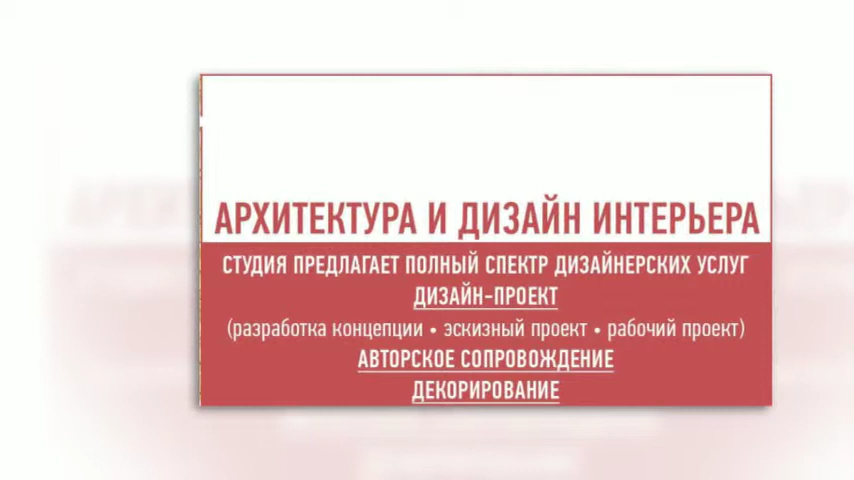 АРХИТЕКТУРА И ДИЗАЙН ИНТЕРЬЕРА
СТУДИЯ ПРЕДЛАГАЕТ ПОЛНЫЙ СПЕКТР ДИЗАЙНЕРСКИХ УСЛУГ
ДИЗАЙН-ПРОЕКТ
(разработка концепции • эскизный проект • рабочий проект)
АВТОРСКОЕ СОПРОВОЖДЕНИЕ
ДЕКОРИРОВАНИЕ